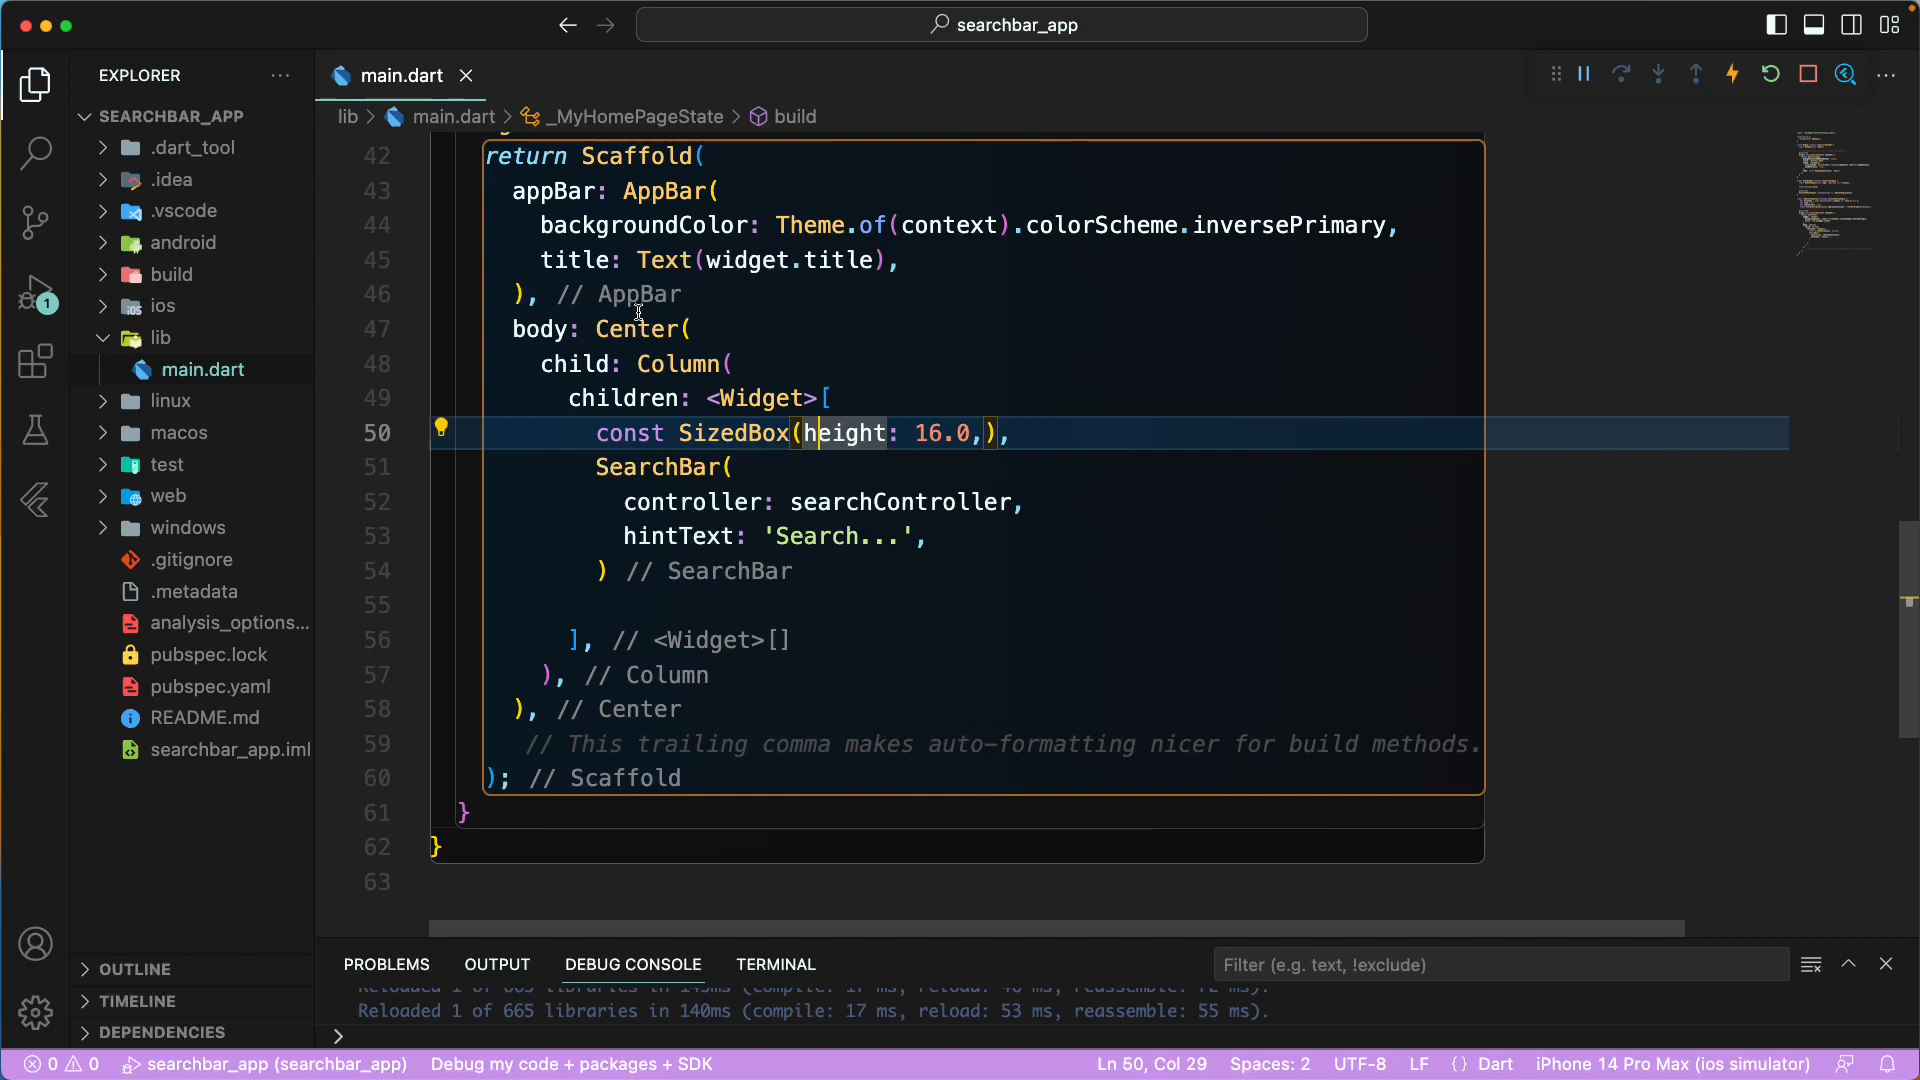 searchbar_app
EXPLORER
main.dart
SEARCHBAR_APP
.dart_tool
.idea
.vscode
android
build
ios
lib
main.dart
linux
macos
test
web
windows
.gitignore
.metadata
analysis_options...
pubspec.lock
pubspec.yaml
README.md
searchbar_app.iml
OUTLINE
TIMELINE
DEPENDENCIES
1
lib > main.dart > _MyHomePageState > build
42 return Scaffold(
43 appBar: AppBar(
44 backgroundColor: Theme.of(context).colorScheme.inversePrimary,
45 title: Text(widget.title),
46 ), // AppBar
47 body: Center(
48 child: Column(
49 children: <Widget>[
50 const SizedBox(height: 16.0,),
51 SearchBar(
52 controller: searchController,
53 hintText: 'Search...',
54 ) // SearchBar
55
56 ], // <Widget>[]
57 ), // Column
58 ), // Center
59 // This trailing comma makes auto-formatting nicer for build methods.
60 ); // Scaffold
61 }
62 }
63
PROBLEMS OUTPUT DEBUG CONSOLE TERMINAL
Filter (e.g. text, !exclude)
Reloaded 1 of 665 libraries in 140ms (compile: 17 ms, reload: 53 ms, reassemble: 55 ms).
>
0 0 searchbar_app (searchbar_app) Debug my code + packages + SDK Ln 50, Col 29 Spaces: 2 UTF-8 LF {} Dart iPhone 14 Pro Max (ios simulator)